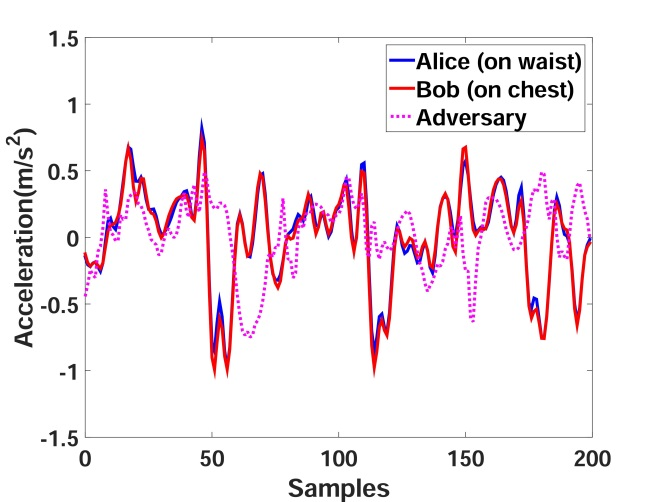 1.5
1
0.5
0
-0.5
-1
-1.5
Acceleration(m/s²)
Alice (on waist)
Bob (on chest)
Adversary
0
50
100
150
200
Samples